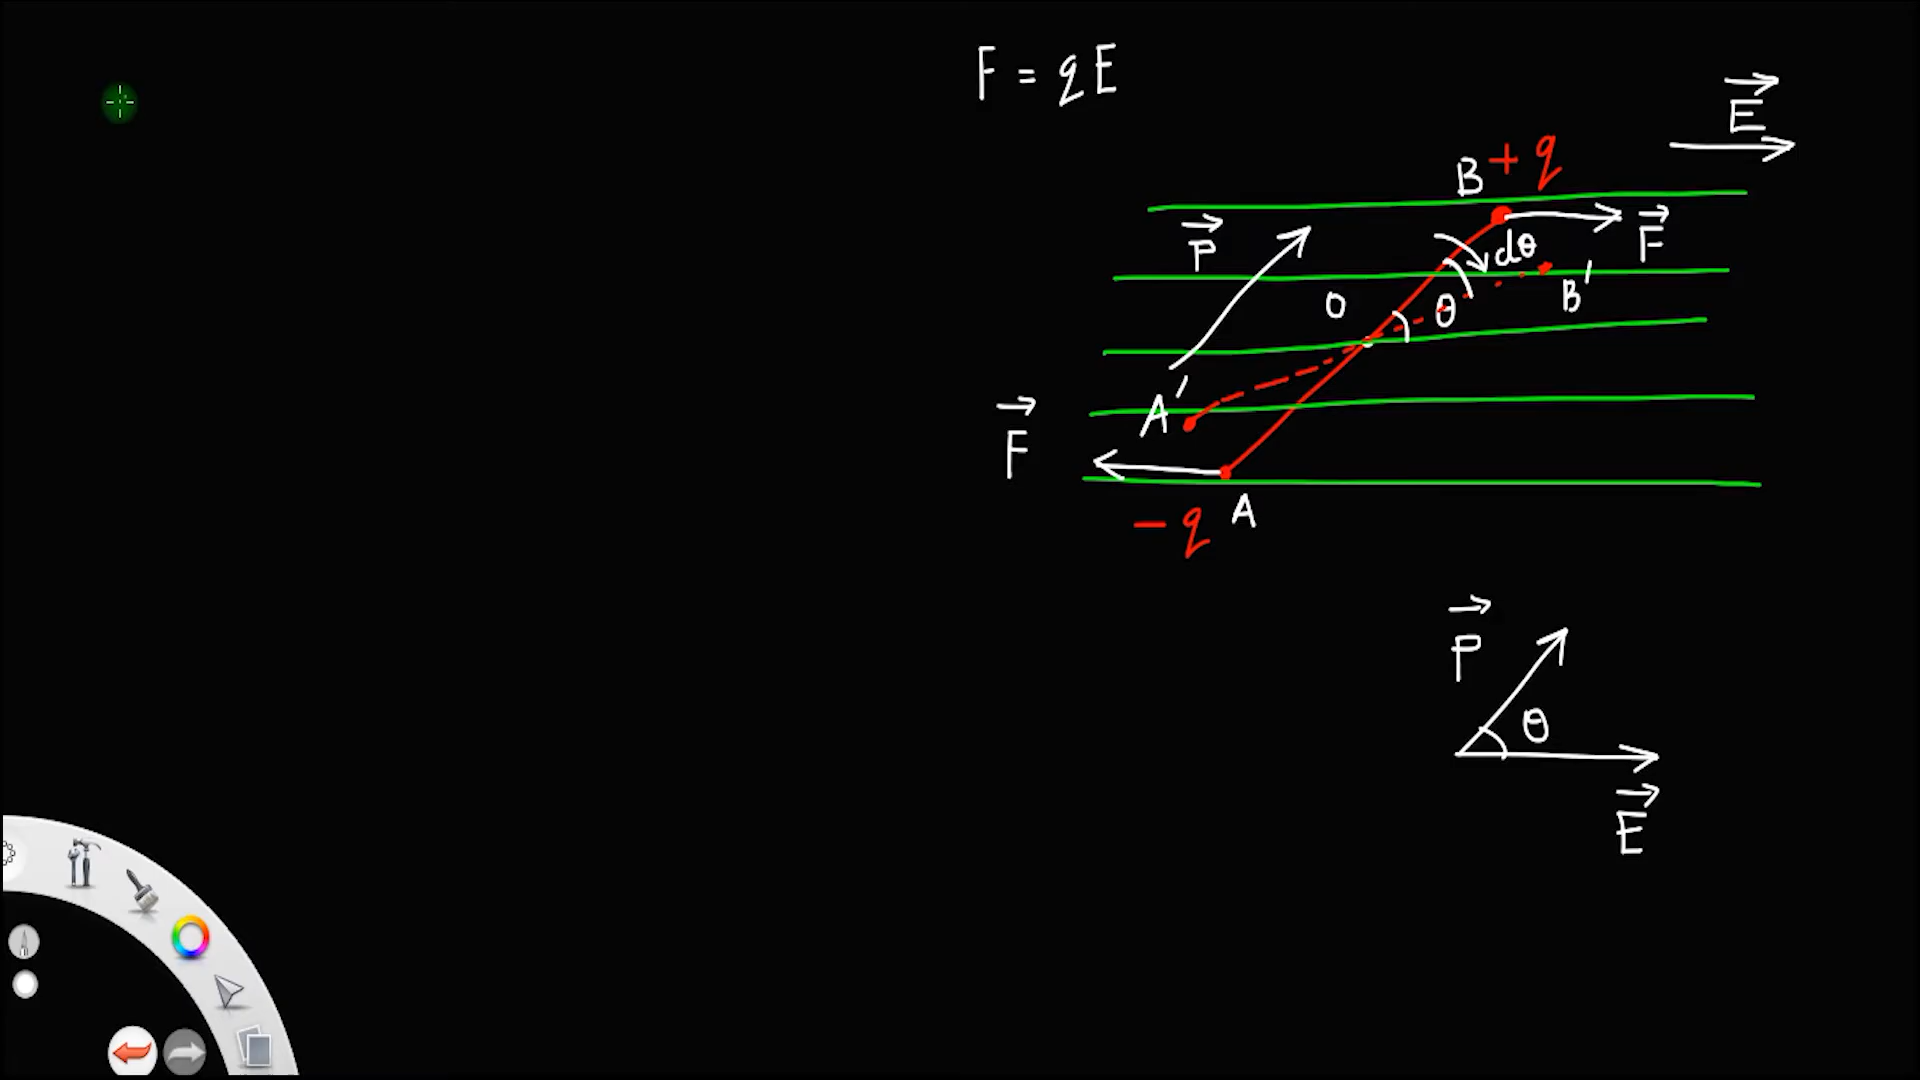 F = qE
E⃗
B +q
P⃗
dθ
F⃗
O
θ
B'
A'
F⃗
-q A
P⃗
θ
E⃗